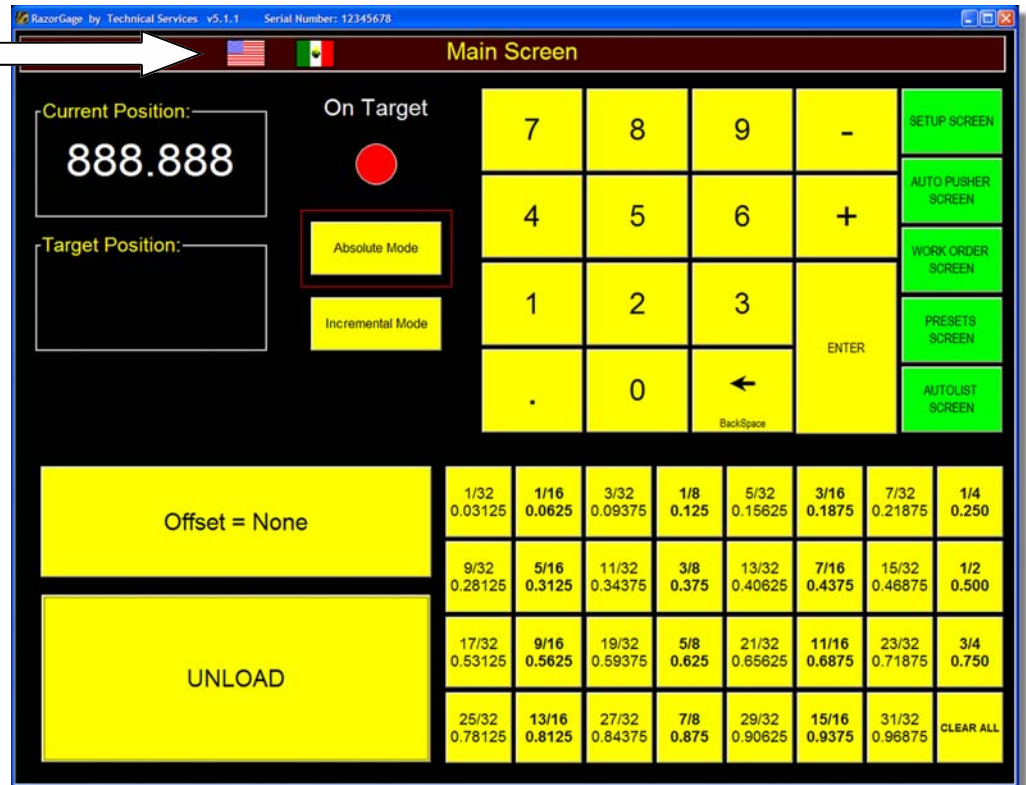 RazorGage by Technical Services v5.1.1 Serial Number: 12345678
Main Screen
Current Position:
888.888
On Target
Target Position:
Absolute Mode
Incremental Mode
7 8 9 -
4 5 6 +
1 2 3
ENTER
. 0
BackSpace
SETUP SCREEN
AUTO PUSHER
SCREEN
WORK ORDER
SCREEN
PRESETS
SCREEN
AUTOLIST
SCREEN
Offset = None
UNLOAD
1/32 1/16 3/32 1/8 5/32 3/16 7/32 1/4
0.03125 0.0625 0.09375 0.125 0.15625 0.1875 0.21875 0.250
9/32 5/16 11/32 3/8 13/32 7/16 15/32 1/2
0.28125 0.3125 0.34375 0.375 0.40625 0.4375 0.46875 0.500
17/32 9/16 19/32 5/8 21/32 11/16 23/32 3/4
0.53125 0.5625 0.59375 0.625 0.65625 0.6875 0.71875 0.750
25/32 13/16 27/32 7/8 29/32 15/16 31/32
0.78125 0.8125 0.84375 0.875 0.90625 0.9375 0.96875
CLEAR ALL